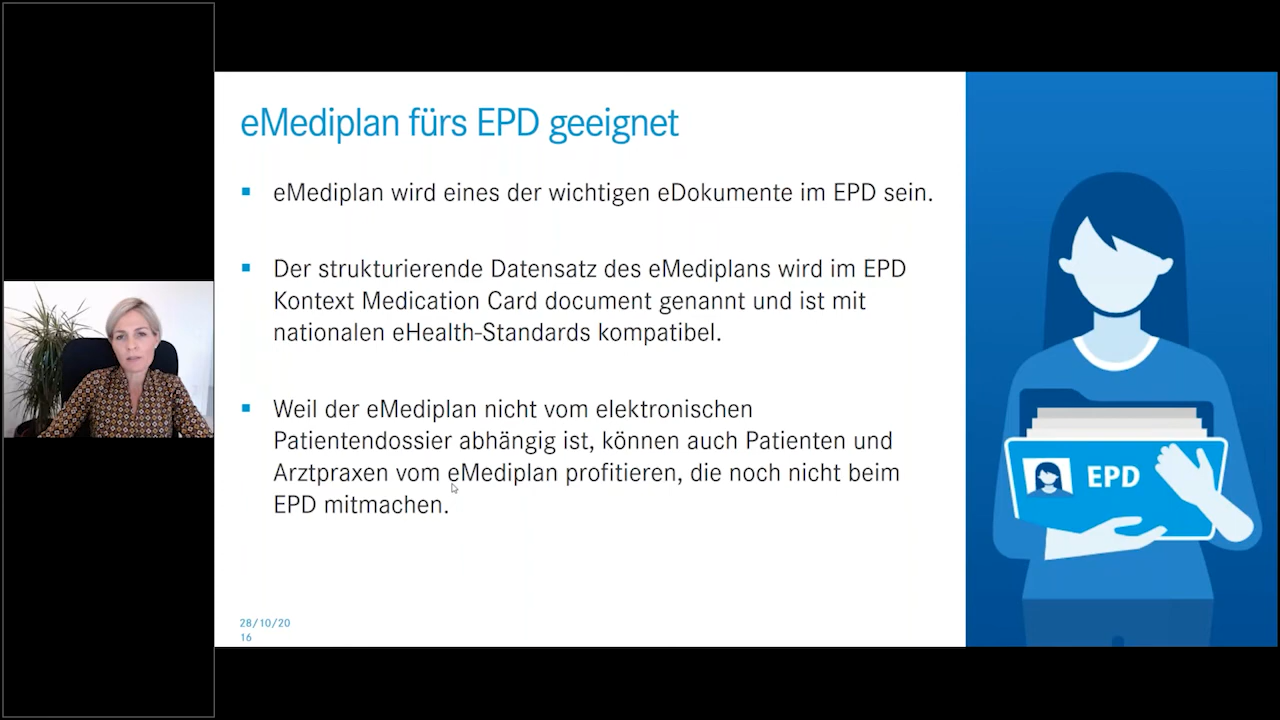 eMediplan fürs EPD geeignet
eMediplan wird eines der wichtigen eDokumente im EPD sein.
Der strukturierende Datensatz des eMediplans wird im EPD
Kontext Medication Card document genannt und ist mit
nationalen eHealth-Standards kompatibel.
Weil der eMediplan nicht vom elektronischen
Patientendossier abhängig ist, können auch Patienten und
Arztpraxen vom eMediplan profitieren, die noch nicht beim
EPD mitmachen.
EPD
28/10/20
16